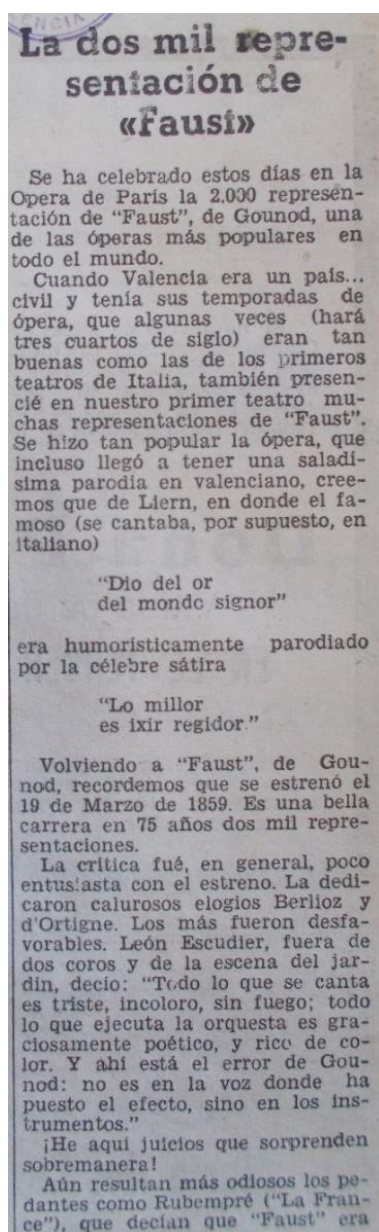 ENCIA
La dos mil repre-
sentación de
«Faust»
Se ha celebrado estos días en la
Opera de París la 2.000 represen-
tación de "Faust", de Gounod, una
de las óperas más populares en
todo el mundo.
Cuando Valencia era un país...
civil y tenía sus temporadas de
ópera, que algunas veces (hará
tres cuartos de siglo) eran tan
buenas como las de los primeros
teatros de Italia, también presen-
cié en nuestro primer teatro mu-
chas representaciones de "Faust".
Se hizo tan popular la ópera, que
incluso llegó a tener una saladí-
sima parodia en valenciano, cree-
mos que de Liern, en donde el fa-
moso (se cantaba, por supuesto, en
italiano)
"Dio del or
del mondo signor"
era humorísticamente parodiado
por la célebre sátira
"Lo millor
es ixir regidor."
Volviendo a "Faust", de Gou-
nod, recordemos que se estrenó el
19 de Marzo de 1859. Es una bella
carrera en 75 años dos mil repre-
sentaciones.
La crítica fué, en general, poco
entusiasta con el estreno. La dedi-
caron calurosos elogios Berlioz y
d'Ortigne. Los más fueron desfa-
vorables. León Escudier, fuera de
dos coros y de la escena del jar-
dín, decío: "Todo lo que se canta
es triste, incoloro, sin fuego; todo
lo que ejecuta la orquesta es gra-
ciosamente poético, y rico de co-
lor. Y ahí está el error de Gou-
nod: no es en la voz donde ha
puesto el efecto, sino en los ins-
trumentos."
¡He aquí juicios que sorprenden
sobremanera!
Aún resultan más odiosos los pe-
dantes como Rubempré ("La Fran-
ce"), que decían que "Faust" era